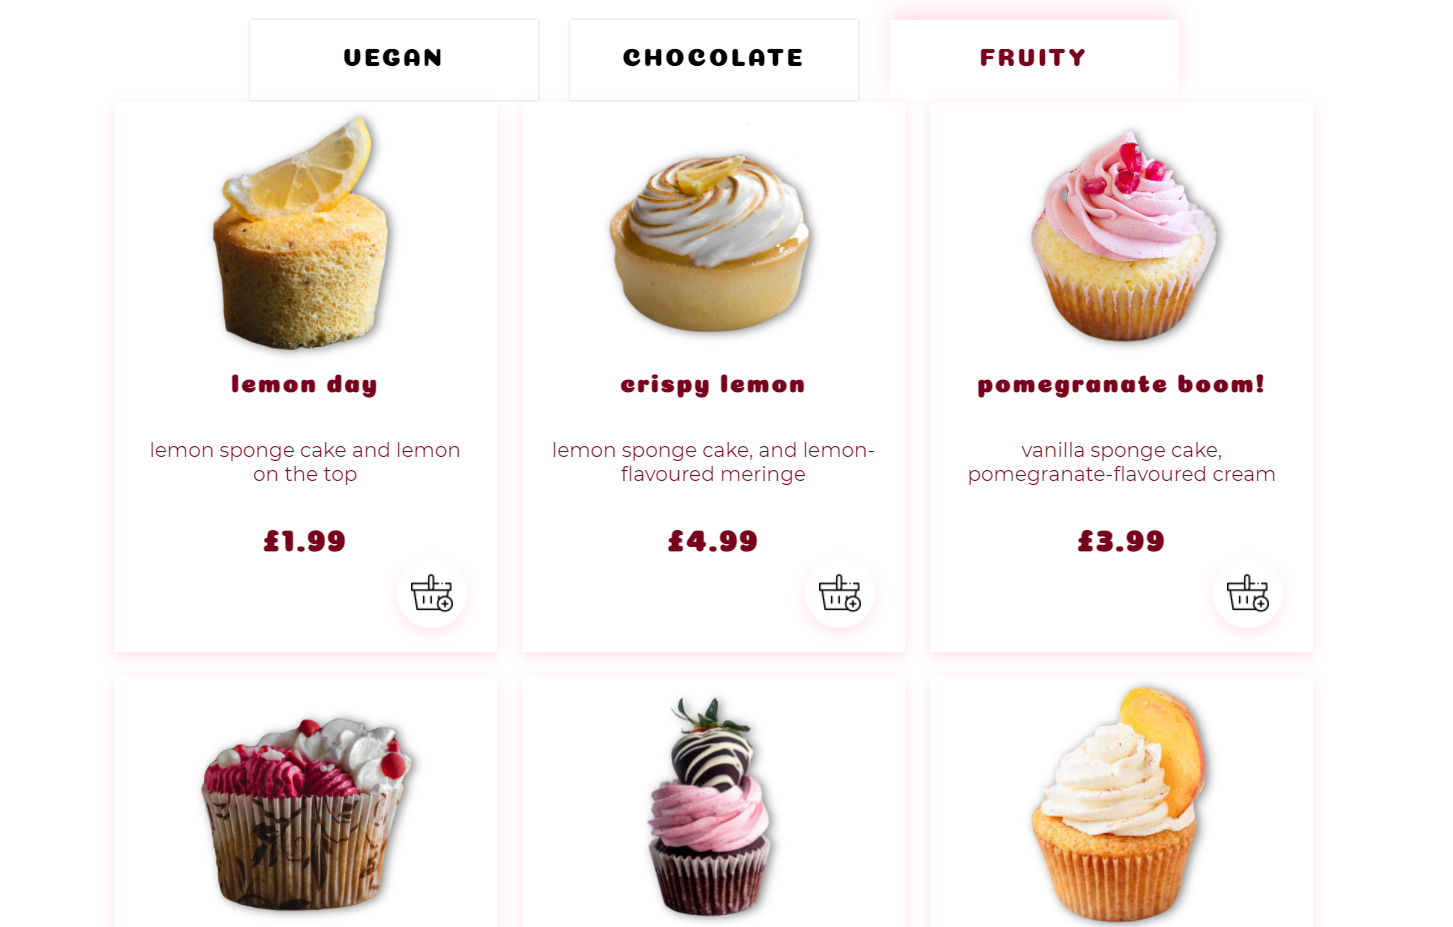 VEGAN
CHOCOLATE
FRUITY
lemon day
lemon sponge cake and lemon
on the top
£1.99
crispy lemon
lemon sponge cake, and lemon-
flavoured meringe
£4.99
pomegranate boom!
vanilla sponge cake,
pomegranate-flavoured cream
£3.99